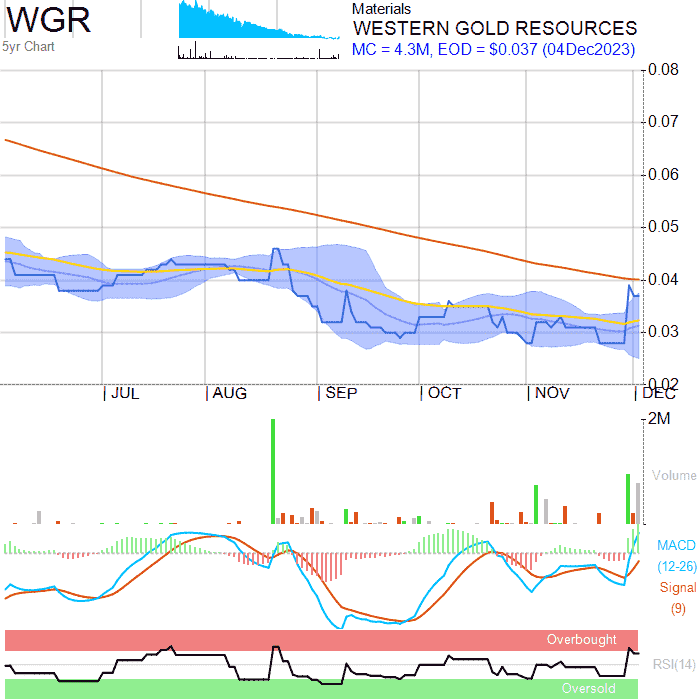 WGR
5yr Chart
Materials
WESTERN GOLD RESOURCES
MC = 4.3M, EOD = $0.037 (04Dec2023)
0.08
0.07
0.06
0.05
0.04
0.03
0.02
JUL
AUG
SEP
OCT
NOV
DEC
2M
Volume
MACD
(12-26)
Signal
(9)
Overbought
RSI(14)
Oversold